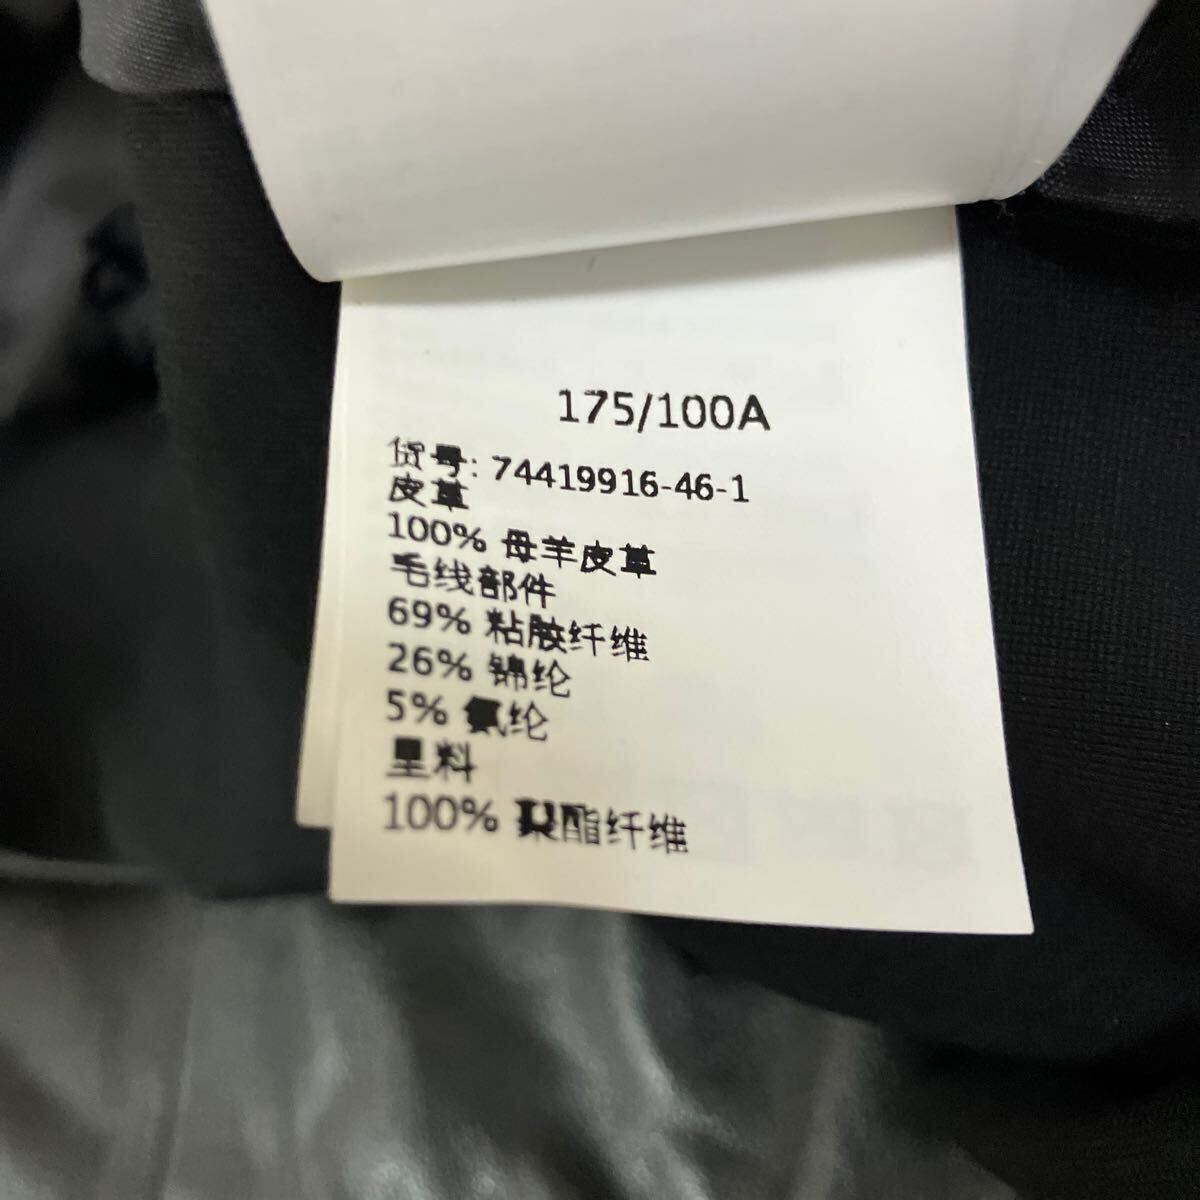 175/100A
货号: 74419916-46-1
皮革
100% 母羊皮革
毛线部件
69% 粘胶纤维
26% 锦纶
5% 氨纶
里料
100% 聚酯纤维